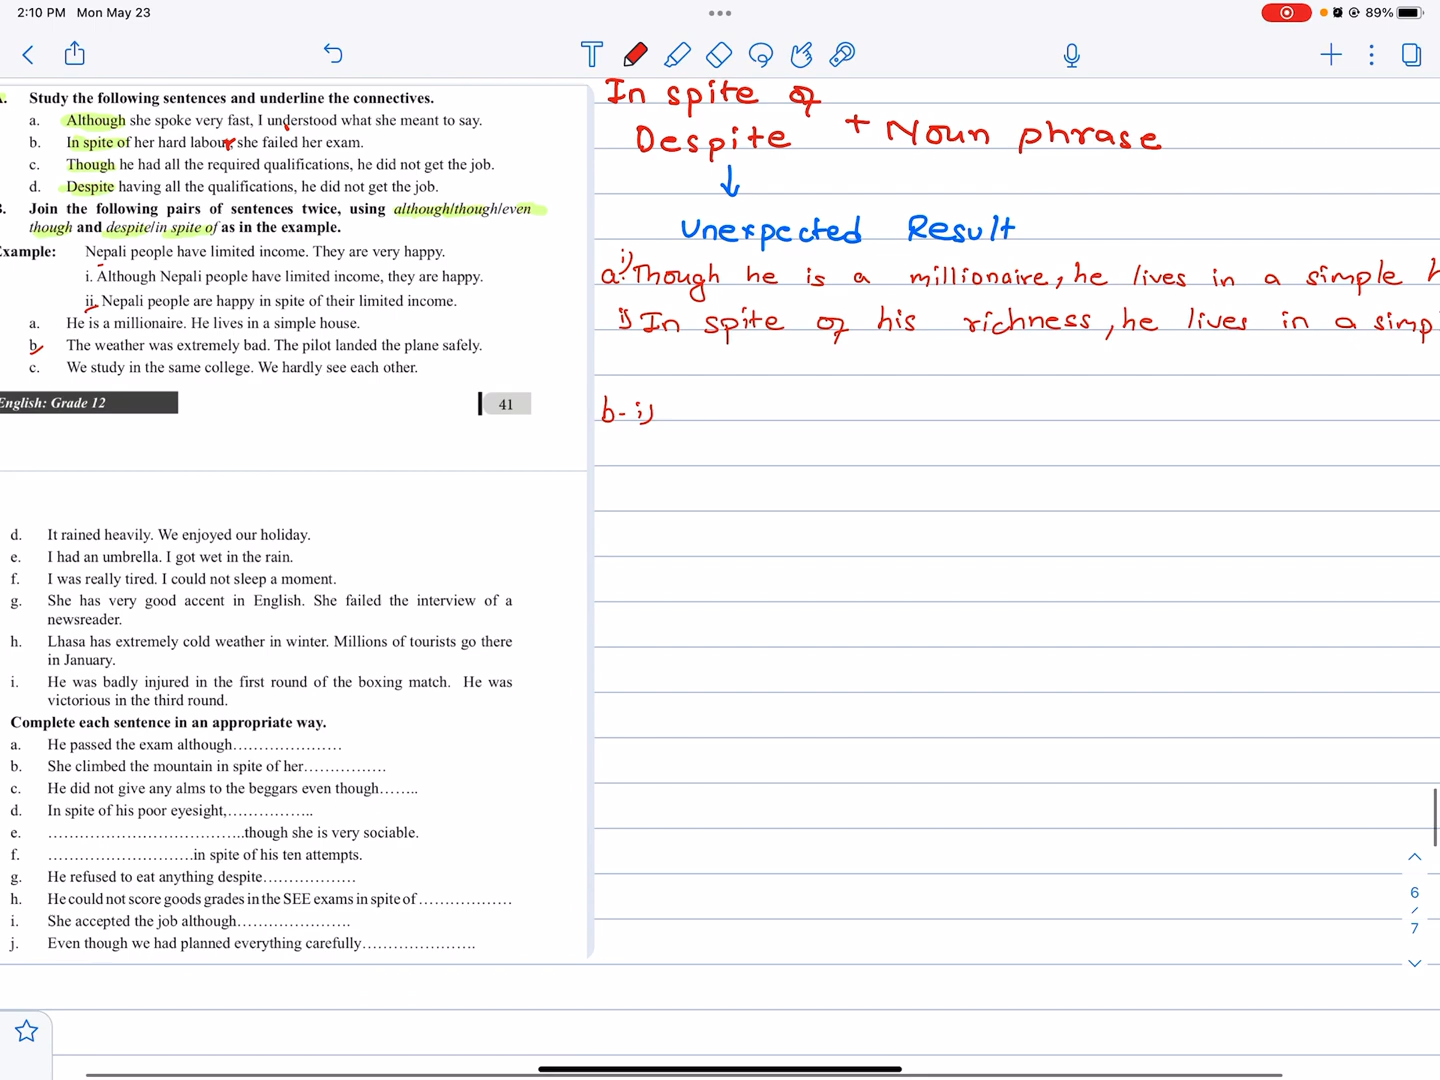 2:10 PM Mon May 23
89%
Study the following sentences and underline the connectives.
a. Although she spoke very fast, I understood what she meant to say.
b. In spite of her hard labour, she failed her exam.
c. Though he had all the required qualifications, he did not get the job.
d. Despite having all the qualifications, he did not get the job.
Join the following pairs of sentences twice, using although/though/even
though and despite/in spite of as in the example.
Example: Nepali people have limited income. They are very happy.
i. Although Nepali people have limited income, they are happy.
ii. Nepali people are happy in spite of their limited income.
a. He is a millionaire. He lives in a simple house.
b. The weather was extremely bad. The pilot landed the plane safely.
c. We study in the same college. We hardly see each other.
English: Grade 12
41
d. It rained heavily. We enjoyed our holiday.
e. I had an umbrella. I got wet in the rain.
f. I was really tired. I could not sleep a moment.
g. She has very good accent in English. She failed the interview of a
newsreader.
h. Lhasa has extremely cold weather in winter. Millions of tourists go there
in January.
i. He was badly injured in the first round of the boxing match. He was
victorious in the third round.
Complete each sentence in an appropriate way.
a. He passed the exam although…………………
b. She climbed the mountain in spite of her……………
c. He did not give any alms to the beggars even though……..
d. In spite of his poor eyesight,……………..
e. ………………………………..though she is very sociable.
f. ……………………….in spite of his ten attempts.
g. He refused to eat anything despite………………
h. He could not score goods grades in the SEE exams in spite of ………………
i. She accepted the job although………………….
j. Even though we had planned everything carefully………………….
In spite of
Despite + Noun phrase
↓
Unexpected Result
a. i) Though he is a millionaire, he lives in a simple h
ii) In spite of his richness, he lives in a simp
b- i)
6
/
7